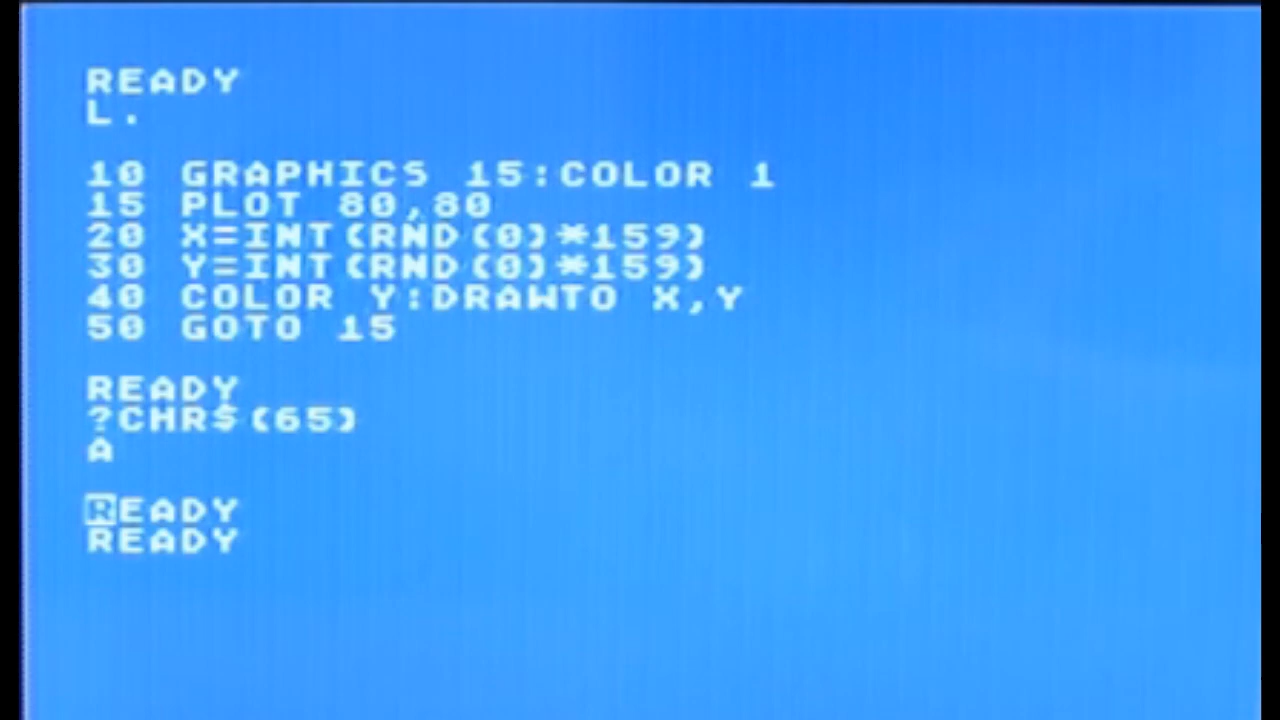 READY
L.
10 GRAPHICS 15:COLOR 1
15 PLOT 80,80
20 X=INT(RND(0)*159)
30 Y=INT(RND(0)*159)
40 COLOR Y:DRAWTO X,Y
50 GOTO 15
READY
?CHR$(65)
A
READY
READY